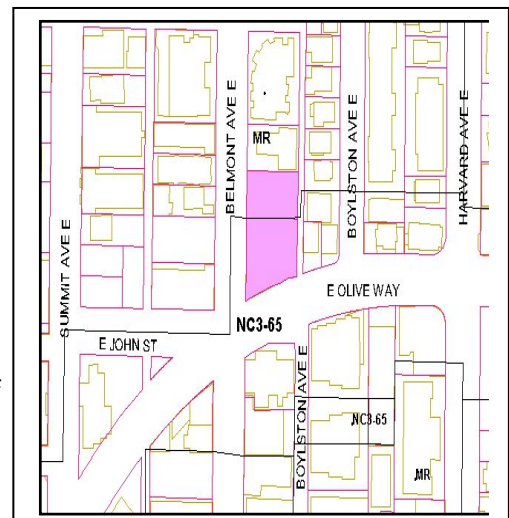 SUMMIT AVE E
BELMONT AVE E
MR
BOYLSTON AVE E
HARVARD AVE E
E OLIVE WAY
NC3-65
E JOHN ST
BOYLSTON AVE E
NC3-65
MR